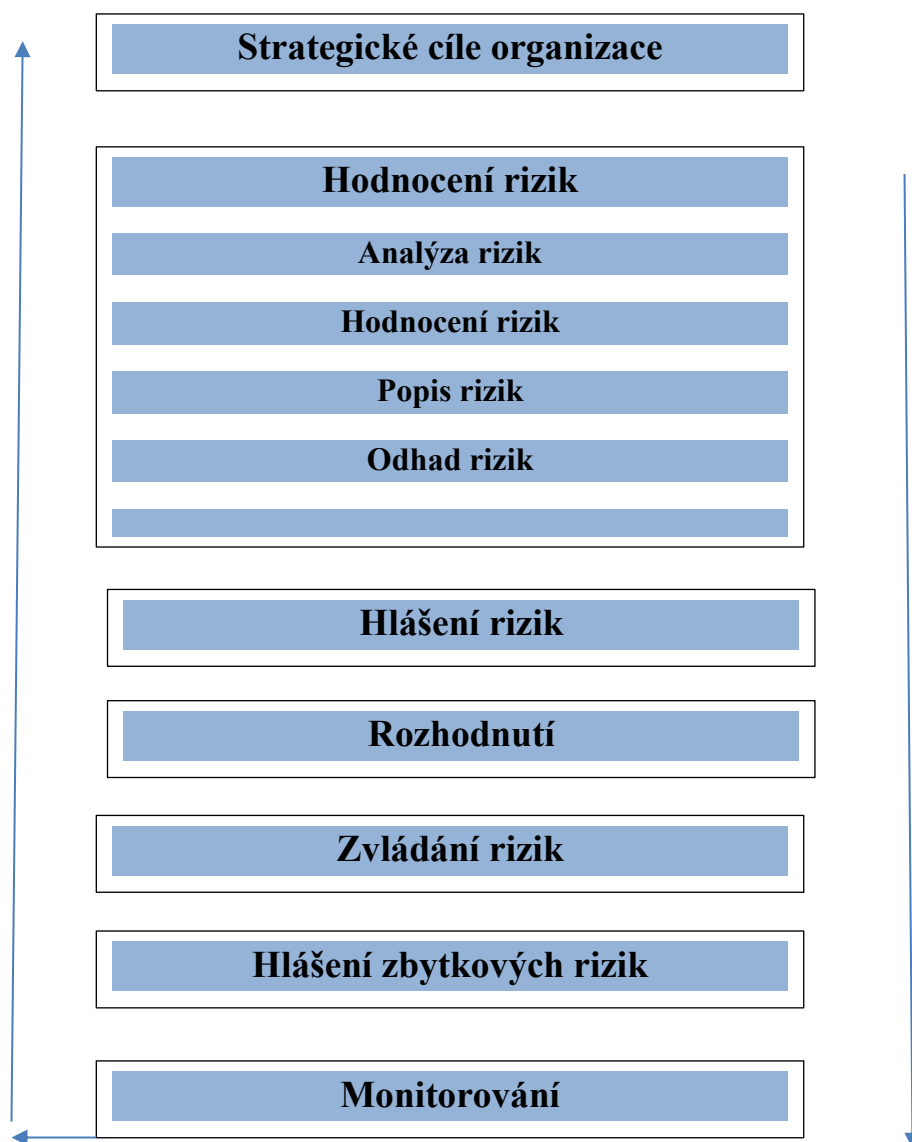 Strategické cíle organizace
Hodnocení rizik
Analýza rizik
Hodnocení rizik
Popis rizik
Odhad rizik
Hlášení rizik
Rozhodnutí
Zvládání rizik
Hlášení zbytkových rizik
Monitorování